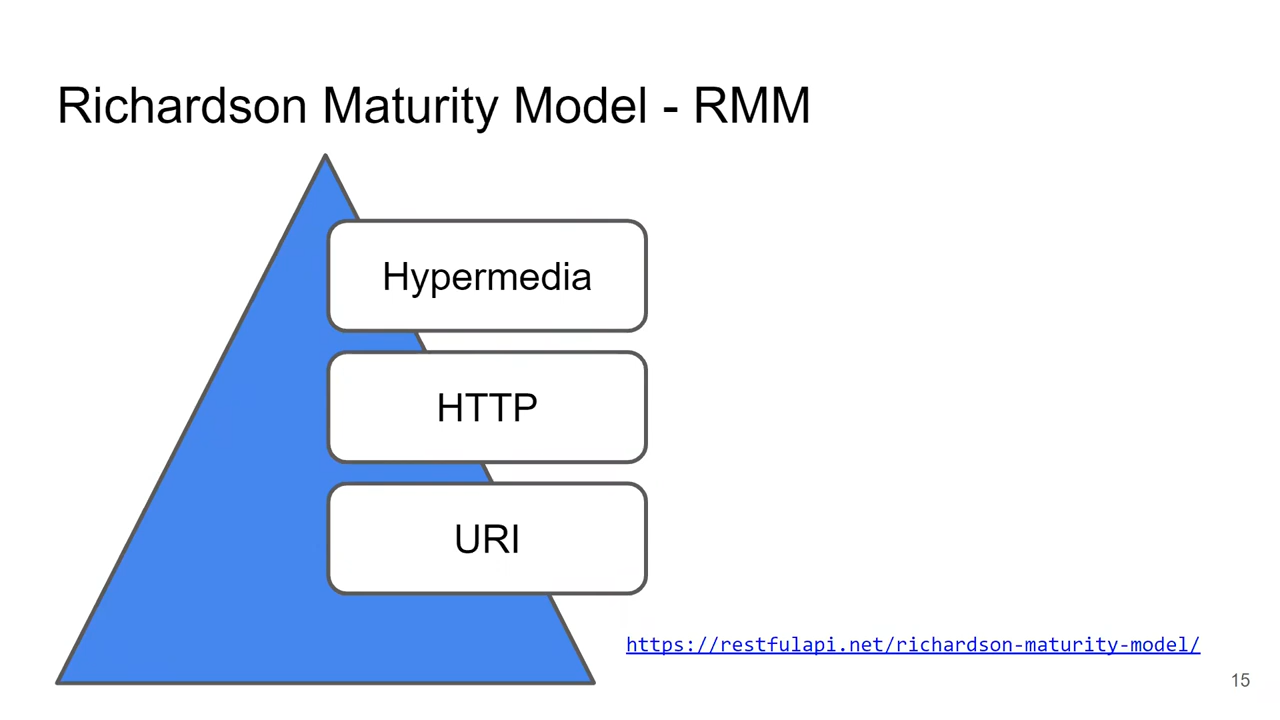 Richardson Maturity Model - RMM
Hypermedia
HTTP
URI
https://restfulapi.net/richardson-maturity-model/
15